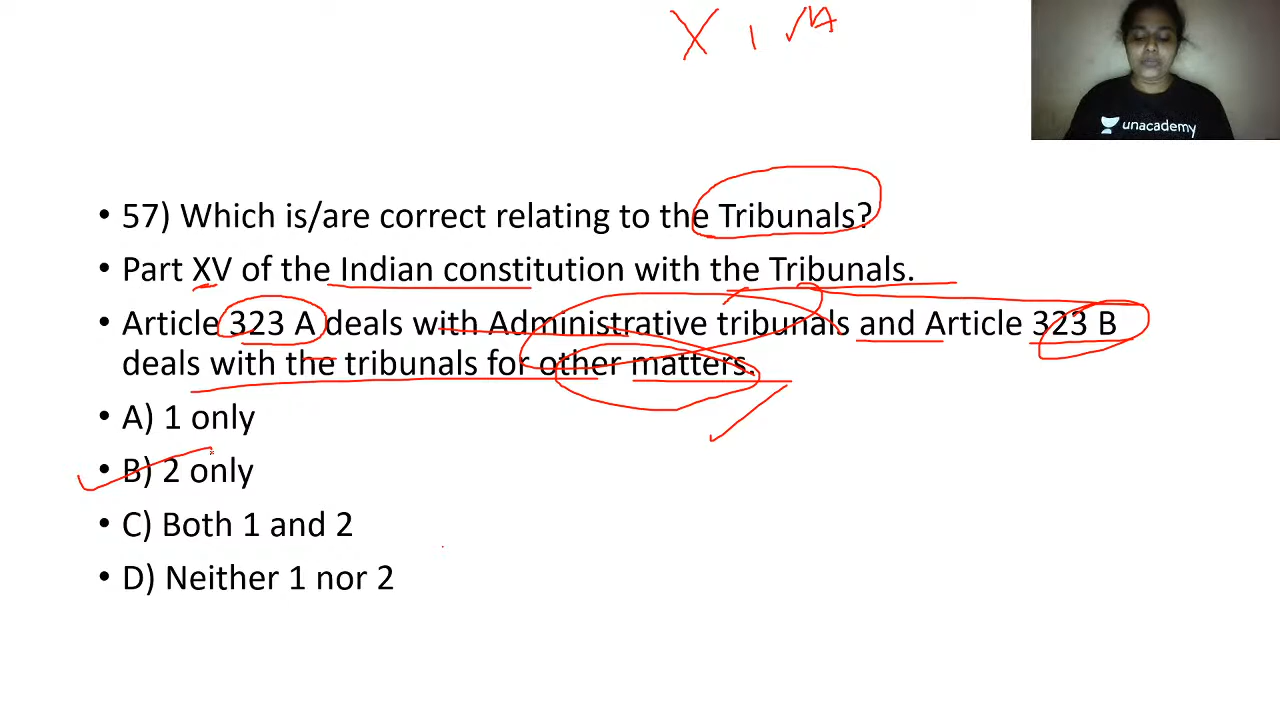 X I V A
unacademy
• 57) Which is/are correct relating to the Tribunals?
• Part XV of the Indian constitution with the Tribunals.
• Article 323 A deals with Administrative tribunals and Article 323 B
deals with the tribunals for other matters.
• A) 1 only
• B) 2 only
• C) Both 1 and 2
• D) Neither 1 nor 2